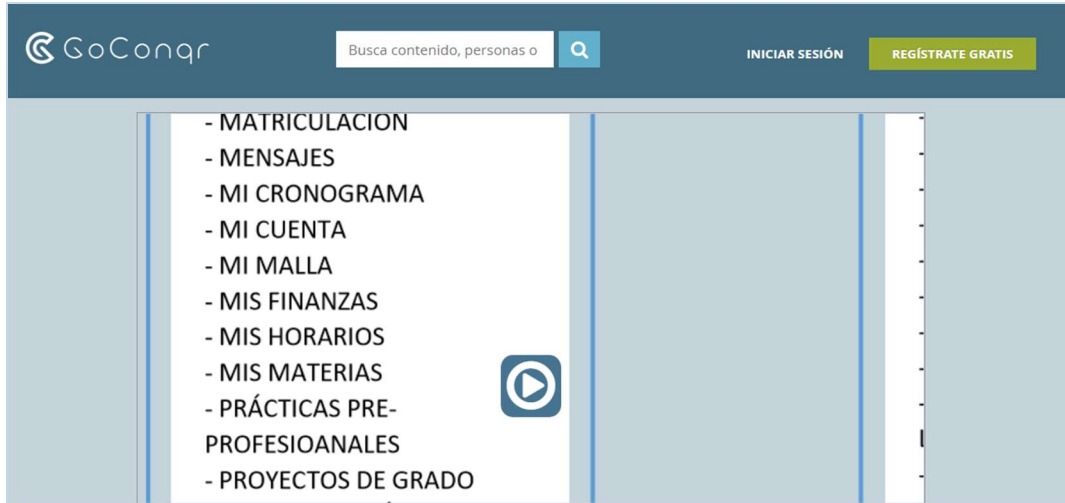 GoConqr
Busca contenido, personas o
INICIAR SESIÓN
REGÍSTRATE GRATIS
- MATRICULACION
- MENSAJES
- MI CRONOGRAMA
- MI CUENTA
- MI MALLA
- MIS FINANZAS
- MIS HORARIOS
- MIS MATERIAS
- PRÁCTICAS PRE-
PROFESIOANALES
- PROYECTOS DE GRADO